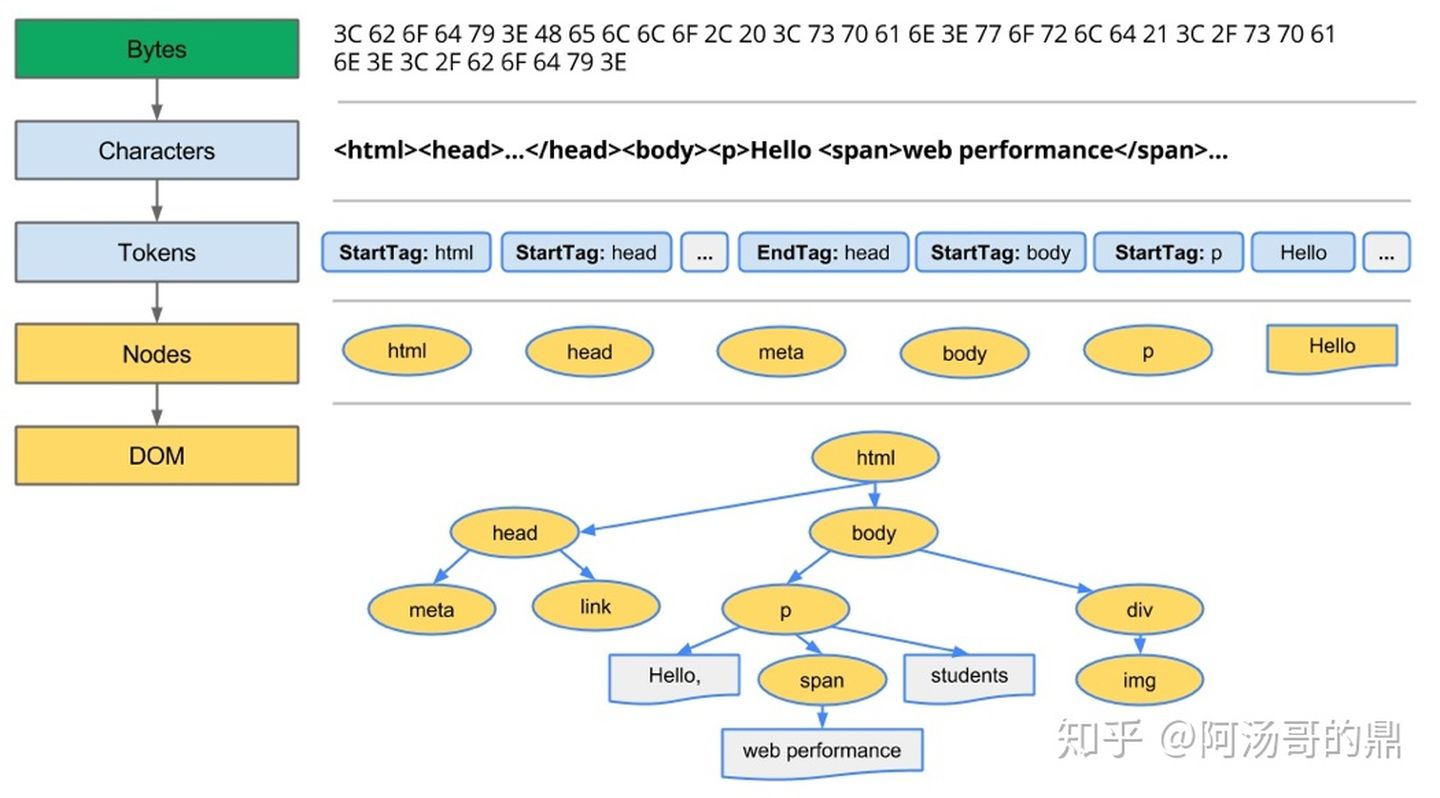 Bytes
3C 62 6F 64 79 3E 48 65 6C 6C 6F 2C 20 3C 73 70 61 6E 3E 77 6F 72 6C 64 21 3C 2F 73 70 61
6E 3E 3C 2F 62 6F 64 79 3E
Characters
<html><head>...</head><body><p>Hello <span>web performance</span>...
Tokens
StartTag: html
StartTag: head
...
EndTag: head
StartTag: body
StartTag: p
Hello
...
Nodes
html
head
meta
body
p
Hello
DOM
html
head
body
meta
link
p
div
Hello,
span
students
img
web performance
知乎 @阿汤哥的鼎